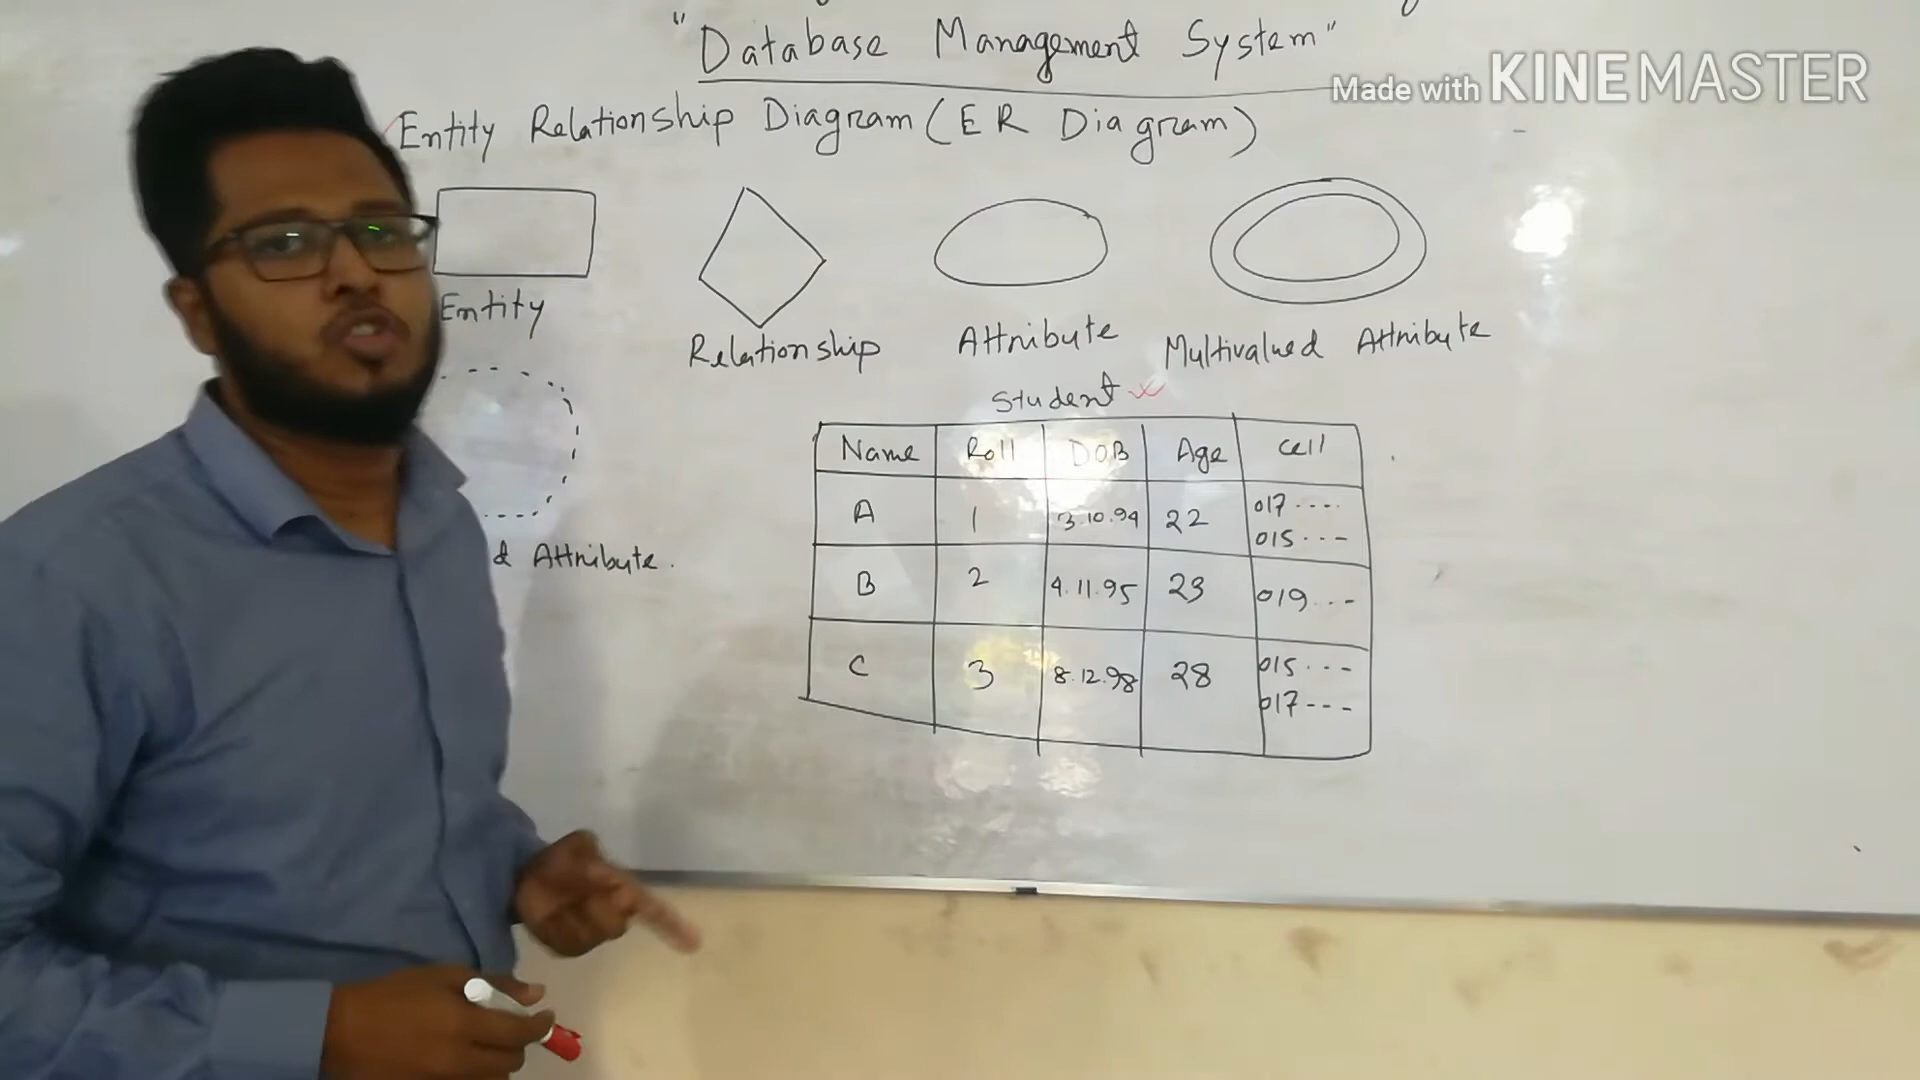 "Database Management System"
Made with KINEMASTER
Entity Relationship Diagram (ER Diagram)
Entity
Relationship
Attribute
Multivalued Attribute
Student
Name Roll DOB Age Cell
A 1 3.10.94 22 017....
015...-
B 2 4.11.95 23 019...-
C 3 8.12.98 28 015...-
017---
d Attribute.